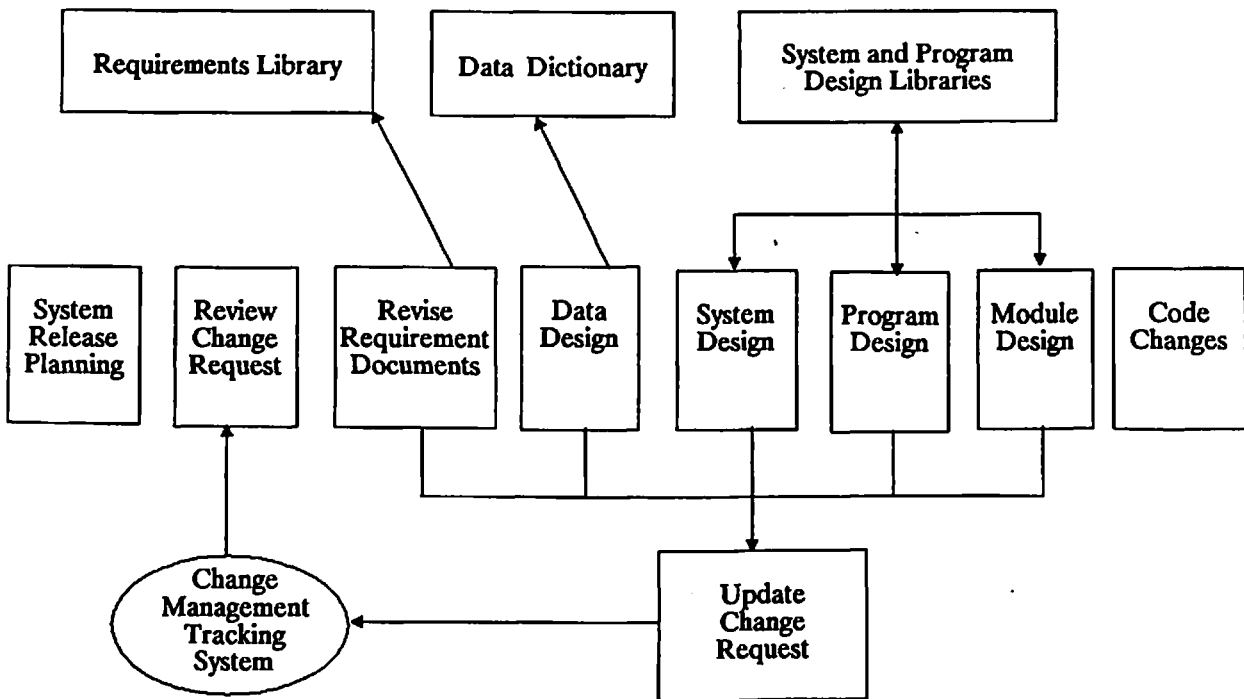 Requirements Library
Data Dictionary
System and Program
Design Libraries
System
Release
Planning
Review
Change
Request
Revise
Requirement
Documents
Data
Design
System
Design
Program
Design
Module
Design
Code
Changes
Change
Management
Tracking
System
Update
Change
Request